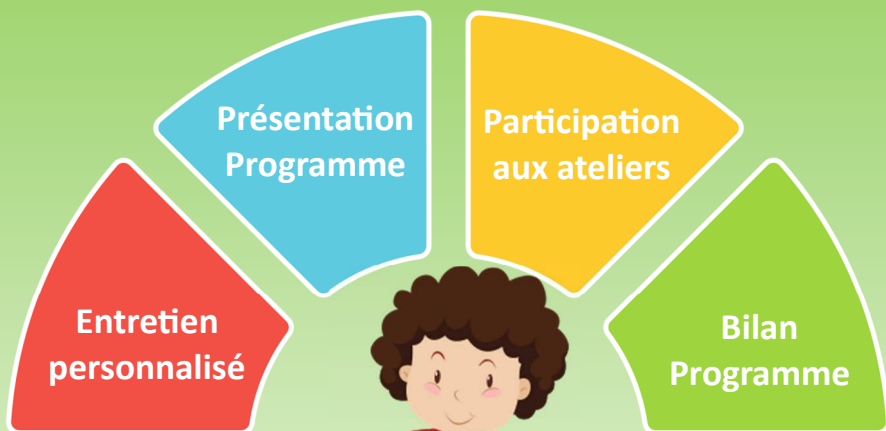 Entretien
personnalisé
Présentation
Programme
Participation
aux ateliers
Bilan
Programme